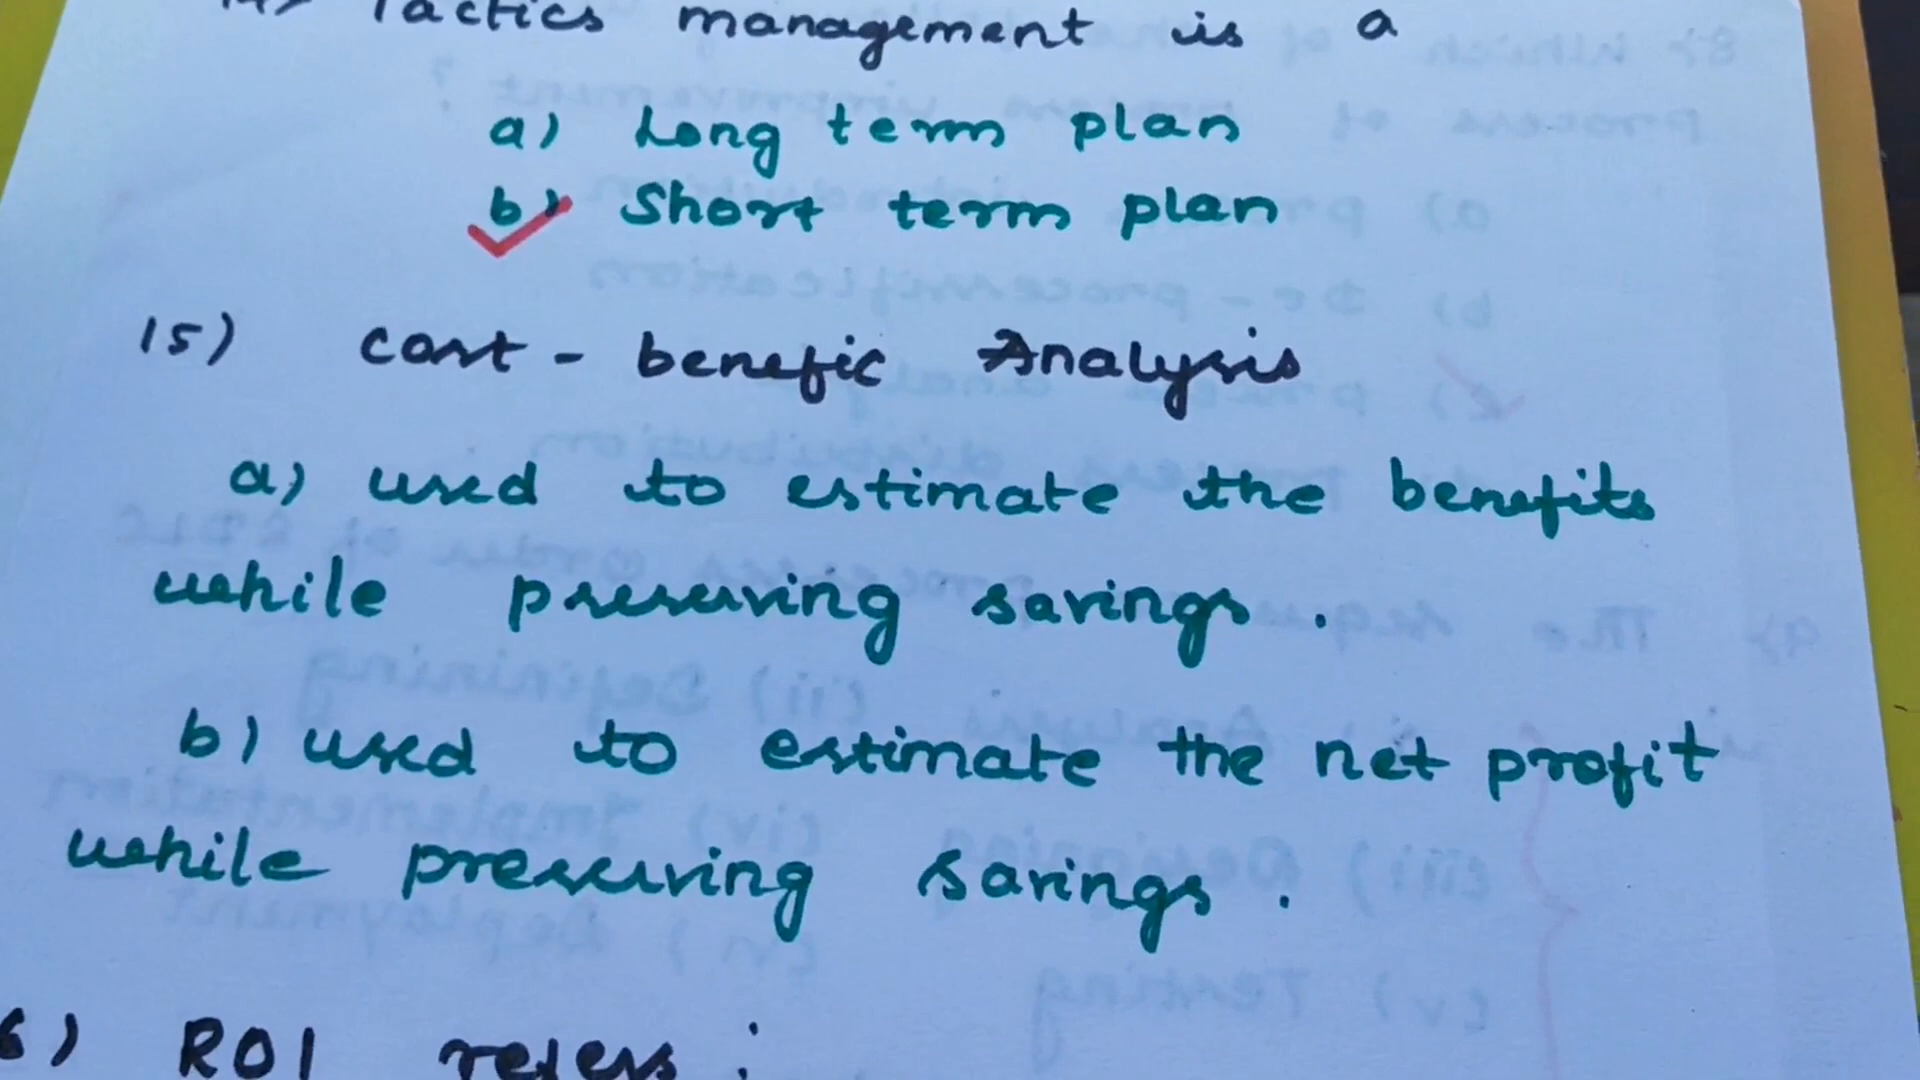 Tactics management is a
a) Long term plan
b) Short term plan
15) Cost - benefic Analysis
a) used to estimate the benefits
while preserving savings.
b) used to estimate the net profit
while preserving savings.
6) ROI refers :